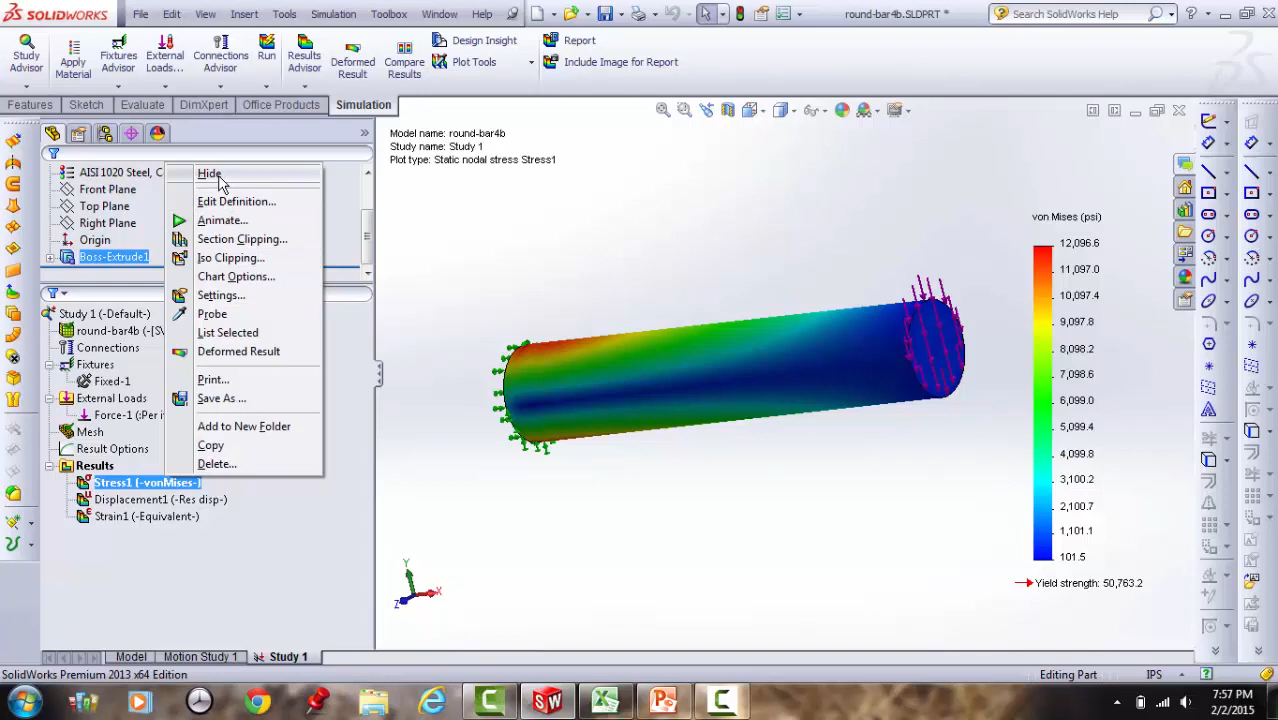 SOLIDWORKS
File Edit View Insert Tools Simulation Toolbox Window Help
round-bar4b.SLDPRT *
Search SolidWorks Help
Study Advisor
Apply Material
Fixtures Advisor
External Loads...
Connections Advisor
Run
Results Advisor
Deformed Result
Compare Results
Design Insight
Plot Tools
Report
Include Image for Report
Features Sketch Evaluate DimXpert Office Products Simulation
AISI 1020 Steel, C
Front Plane
Top Plane
Right Plane
Origin
Boss-Extrude1
Study 1 (-Default-)
round-bar4b (-[S
Connections
Fixtures
Fixed-1
External Loads
Force-1 (:Per it
Mesh
Result Options
Results
Stress1 (-vonMises-)
Displacement1 (-Res disp-)
Strain1 (-Equivalent-)
Hide
Edit Definition...
Animate...
Section Clipping...
Iso Clipping...
Chart Options...
Settings...
Probe
List Selected
Deformed Result
Print...
Save As ...
Add to New Folder
Copy
Delete...
Model name: round-bar4b
Study name: Study 1
Plot type: Static nodal stress Stress1
von Mises (psi)
12,096.6
11,097.0
10,097.4
9,097.8
8,098.2
7,098.6
6,099.0
5,099.4
4,099.9
3,100.3
2,100.7
1,101.1
101.5
Yield strength: 50,763.2
Y
X
Z
Model Motion Study 1 Study 1
SolidWorks Premium 2013 x64 Edition
Editing Part
IPS
7:57 PM
2/2/2015